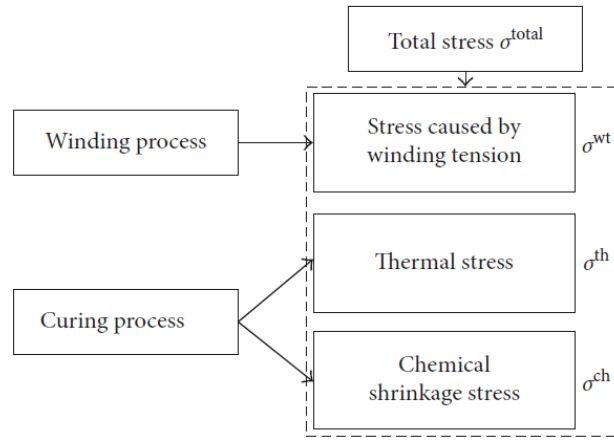 Total stress σ^total
Winding process
Stress caused by
winding tension
σ^wt
Thermal stress
σ^th
Curing process
Chemical
shrinkage stress
σ^ch